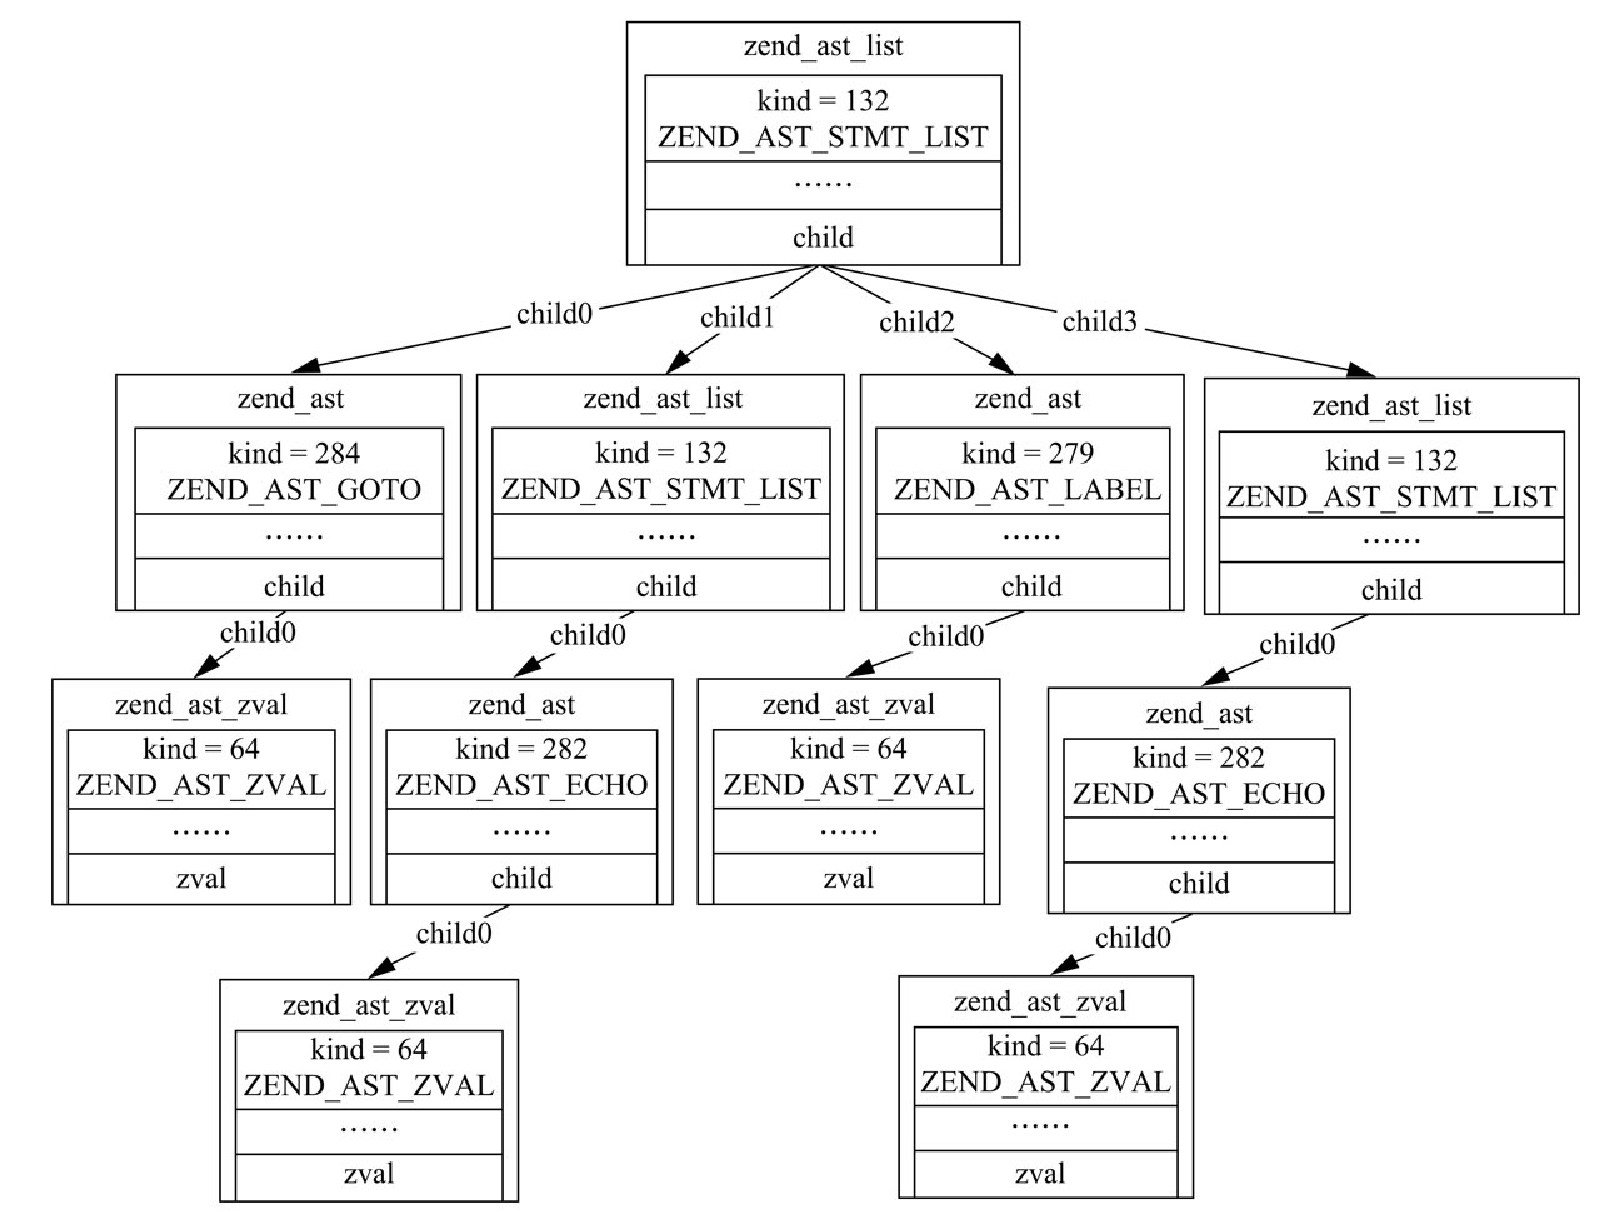 zend_ast_list
kind = 132
ZEND_AST_STMT_LIST
······
child
child0
child1
child2
child3
zend_ast
kind = 284
ZEND_AST_GOTO
······
child
zend_ast_list
kind = 132
ZEND_AST_STMT_LIST
······
child
zend_ast
kind = 279
ZEND_AST_LABEL
······
child
zend_ast_list
kind = 132
ZEND_AST_STMT_LIST
······
child
child0
child0
child0
child0
zend_ast_zval
kind = 64
ZEND_AST_ZVAL
······
zval
zend_ast
kind = 282
ZEND_AST_ECHO
······
child
zend_ast_zval
kind = 64
ZEND_AST_ZVAL
······
zval
zend_ast
kind = 282
ZEND_AST_ECHO
······
child
child0
child0
zend_ast_zval
kind = 64
ZEND_AST_ZVAL
······
zval
zend_ast_zval
kind = 64
ZEND_AST_ZVAL
······
zval